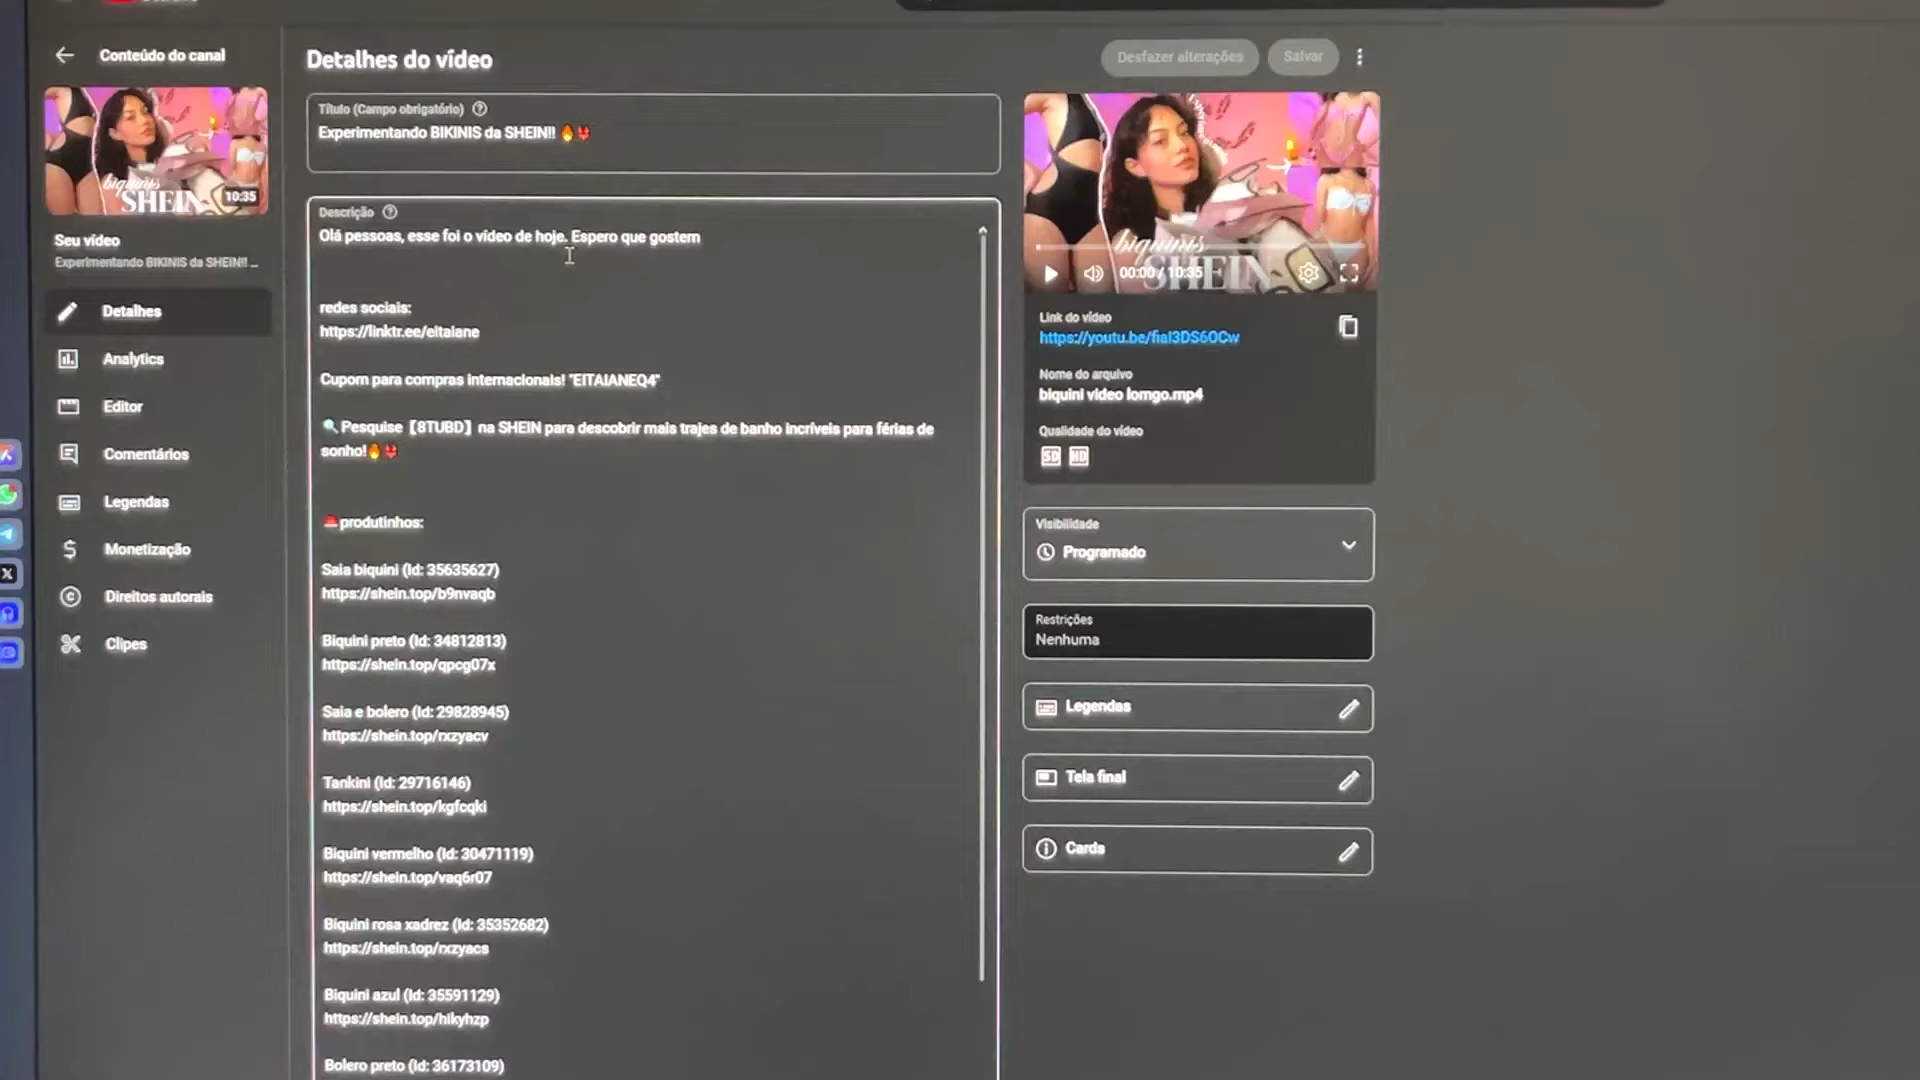 Conteúdo do canal
Detalhes do vídeo
Desfazer alterações
Salvar
biquinis
SHEIN
10:35
Seu vídeo
Experimentando BIKINIS da SHEIN!! ...
Detalhes
Analytics
Editor
Comentários
Legendas
Monetização
Direitos autorais
Clipes
Título (Campo obrigatório)
Experimentando BIKINIS da SHEIN!! 🔥👙
Descrição
Olá pessoas, esse foi o vídeo de hoje. Espero que gostem
redes sociais:
https://linktr.ee/eitaiane
Cupom para compras internacionais! "EITAIANEQ4"
🔍Pesquise【8TUBD】na SHEIN para descobrir mais trajes de banho incríveis para férias de
sonho!🔥👙
🚨produtinhos:
Saia biquini (Id: 35635627)
https://shein.top/b9nvaqb
Biquini preto (Id: 34812813)
https://shein.top/qpcg07x
Saia e bolero (Id: 29828945)
https://shein.top/rxzyacv
Tankini (Id: 29716146)
https://shein.top/kgfcqki
Biquini vermelho (Id: 30471119)
https://shein.top/vaq6r07
Biquini rosa xadrez (Id: 35352682)
https://shein.top/rxzyacs
Biquini azul (Id: 35591129)
https://shein.top/hikyhzp
Bolero preto (Id: 36173109)
biquinis
SHEIN
00:00 / 10:35
Link do vídeo
https://youtu.be/fiaI3DS6OCw
Nome do arquivo
biquini video lomgo.mp4
Qualidade do vídeo
SD HD
Visibilidade
Programado
Restrições
Nenhuma
Legendas
Tela final
Cards